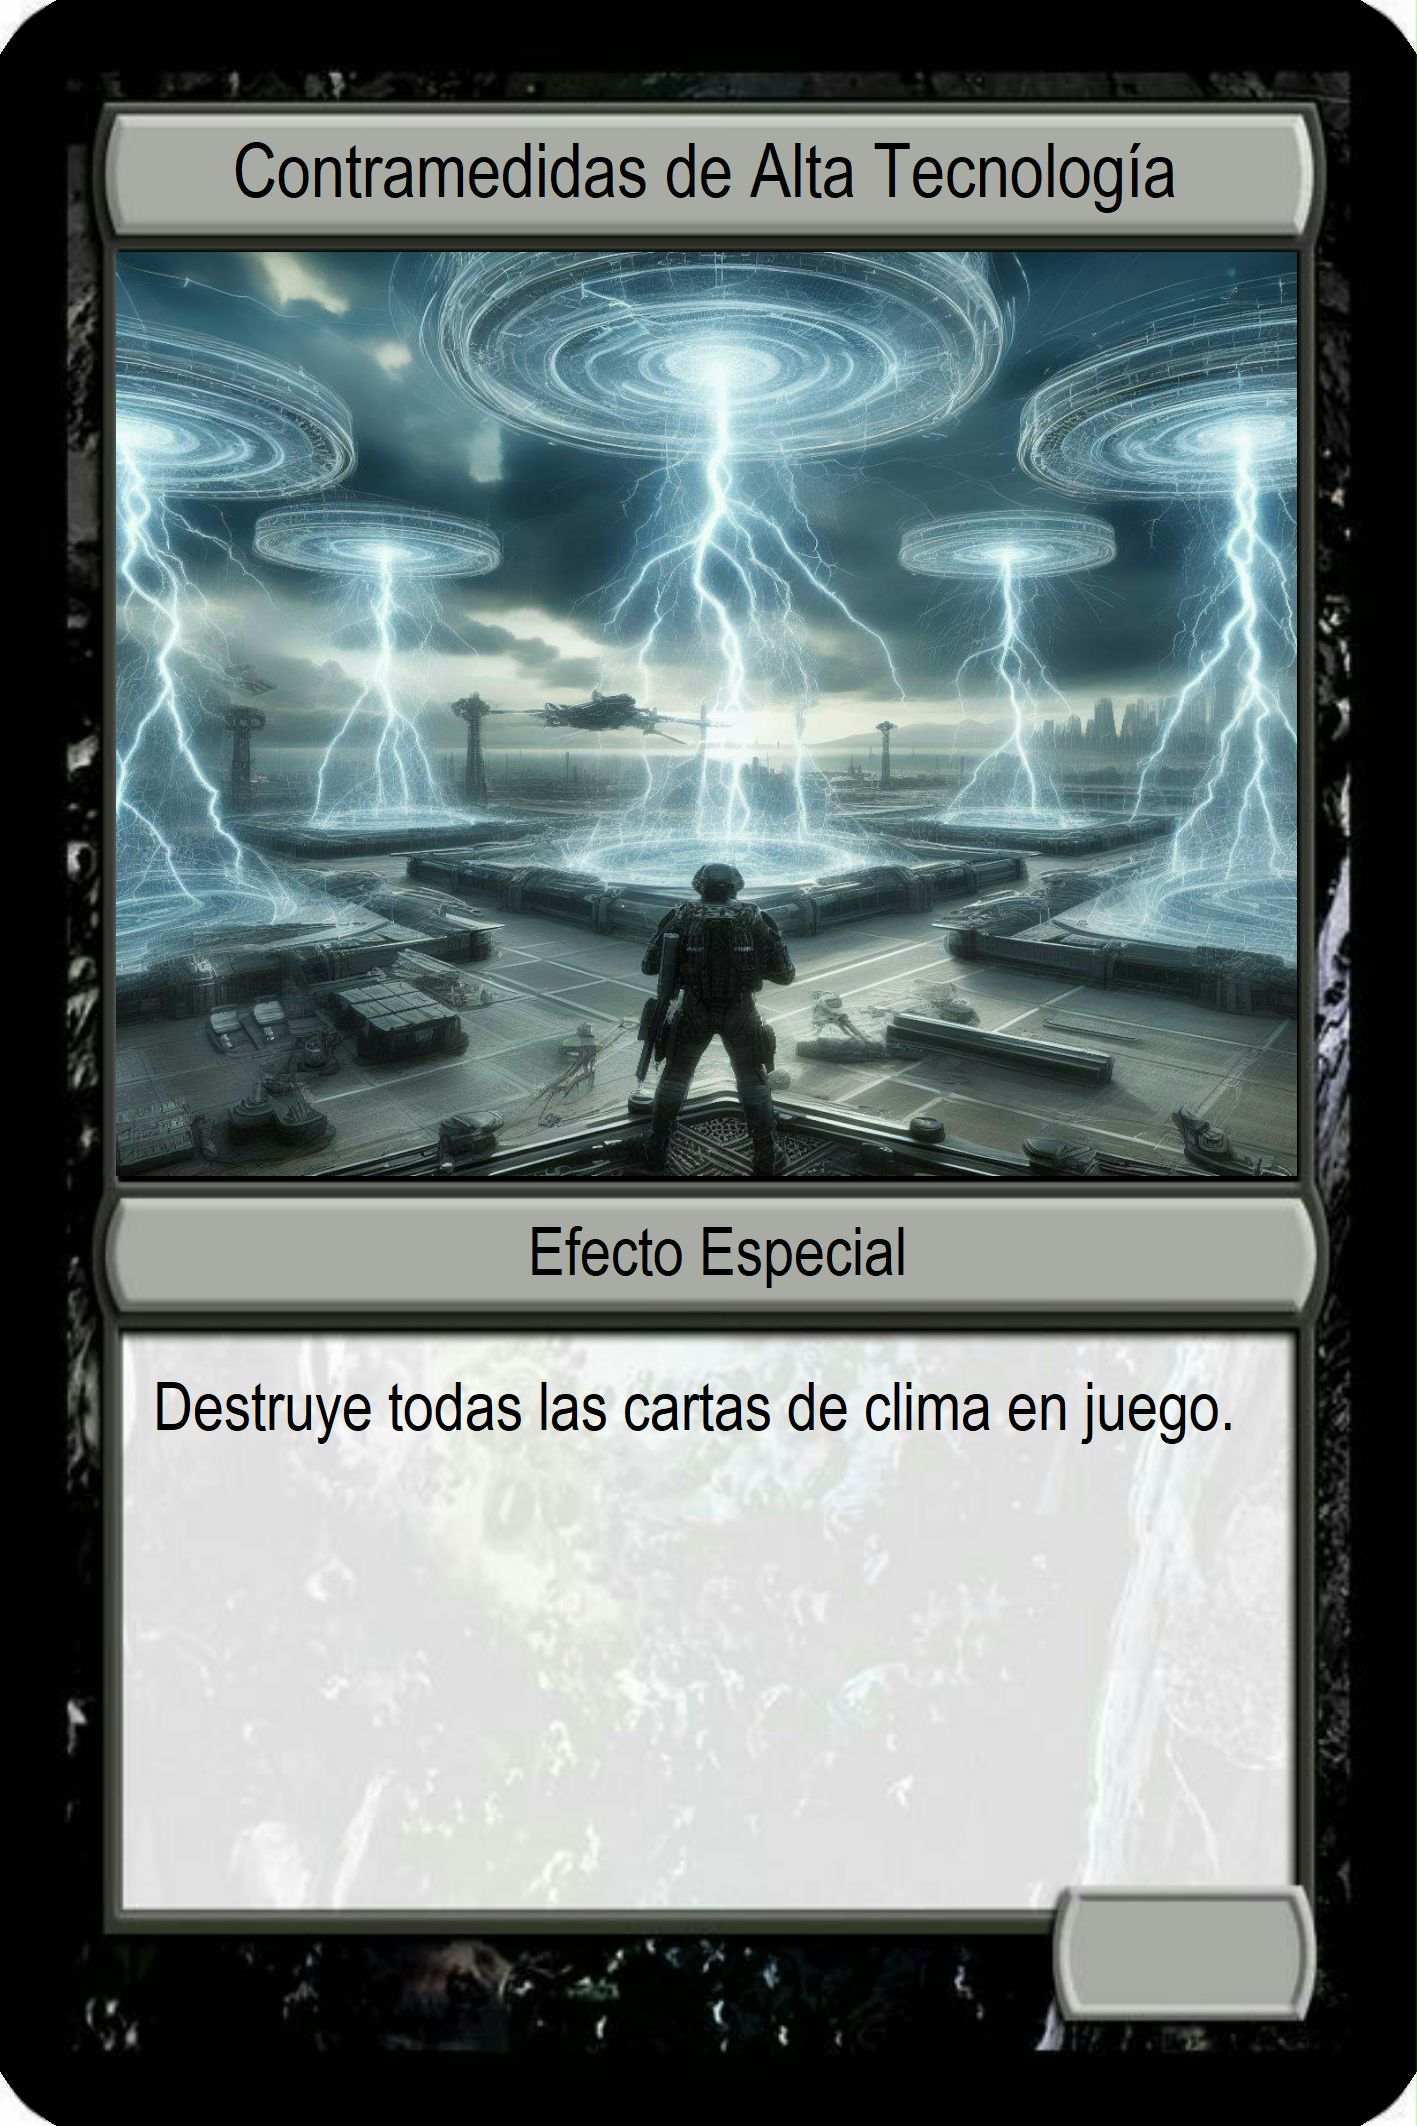 Contramedidas de Alta Tecnología
Efecto Especial
Destruye todas las cartas de clima en juego.